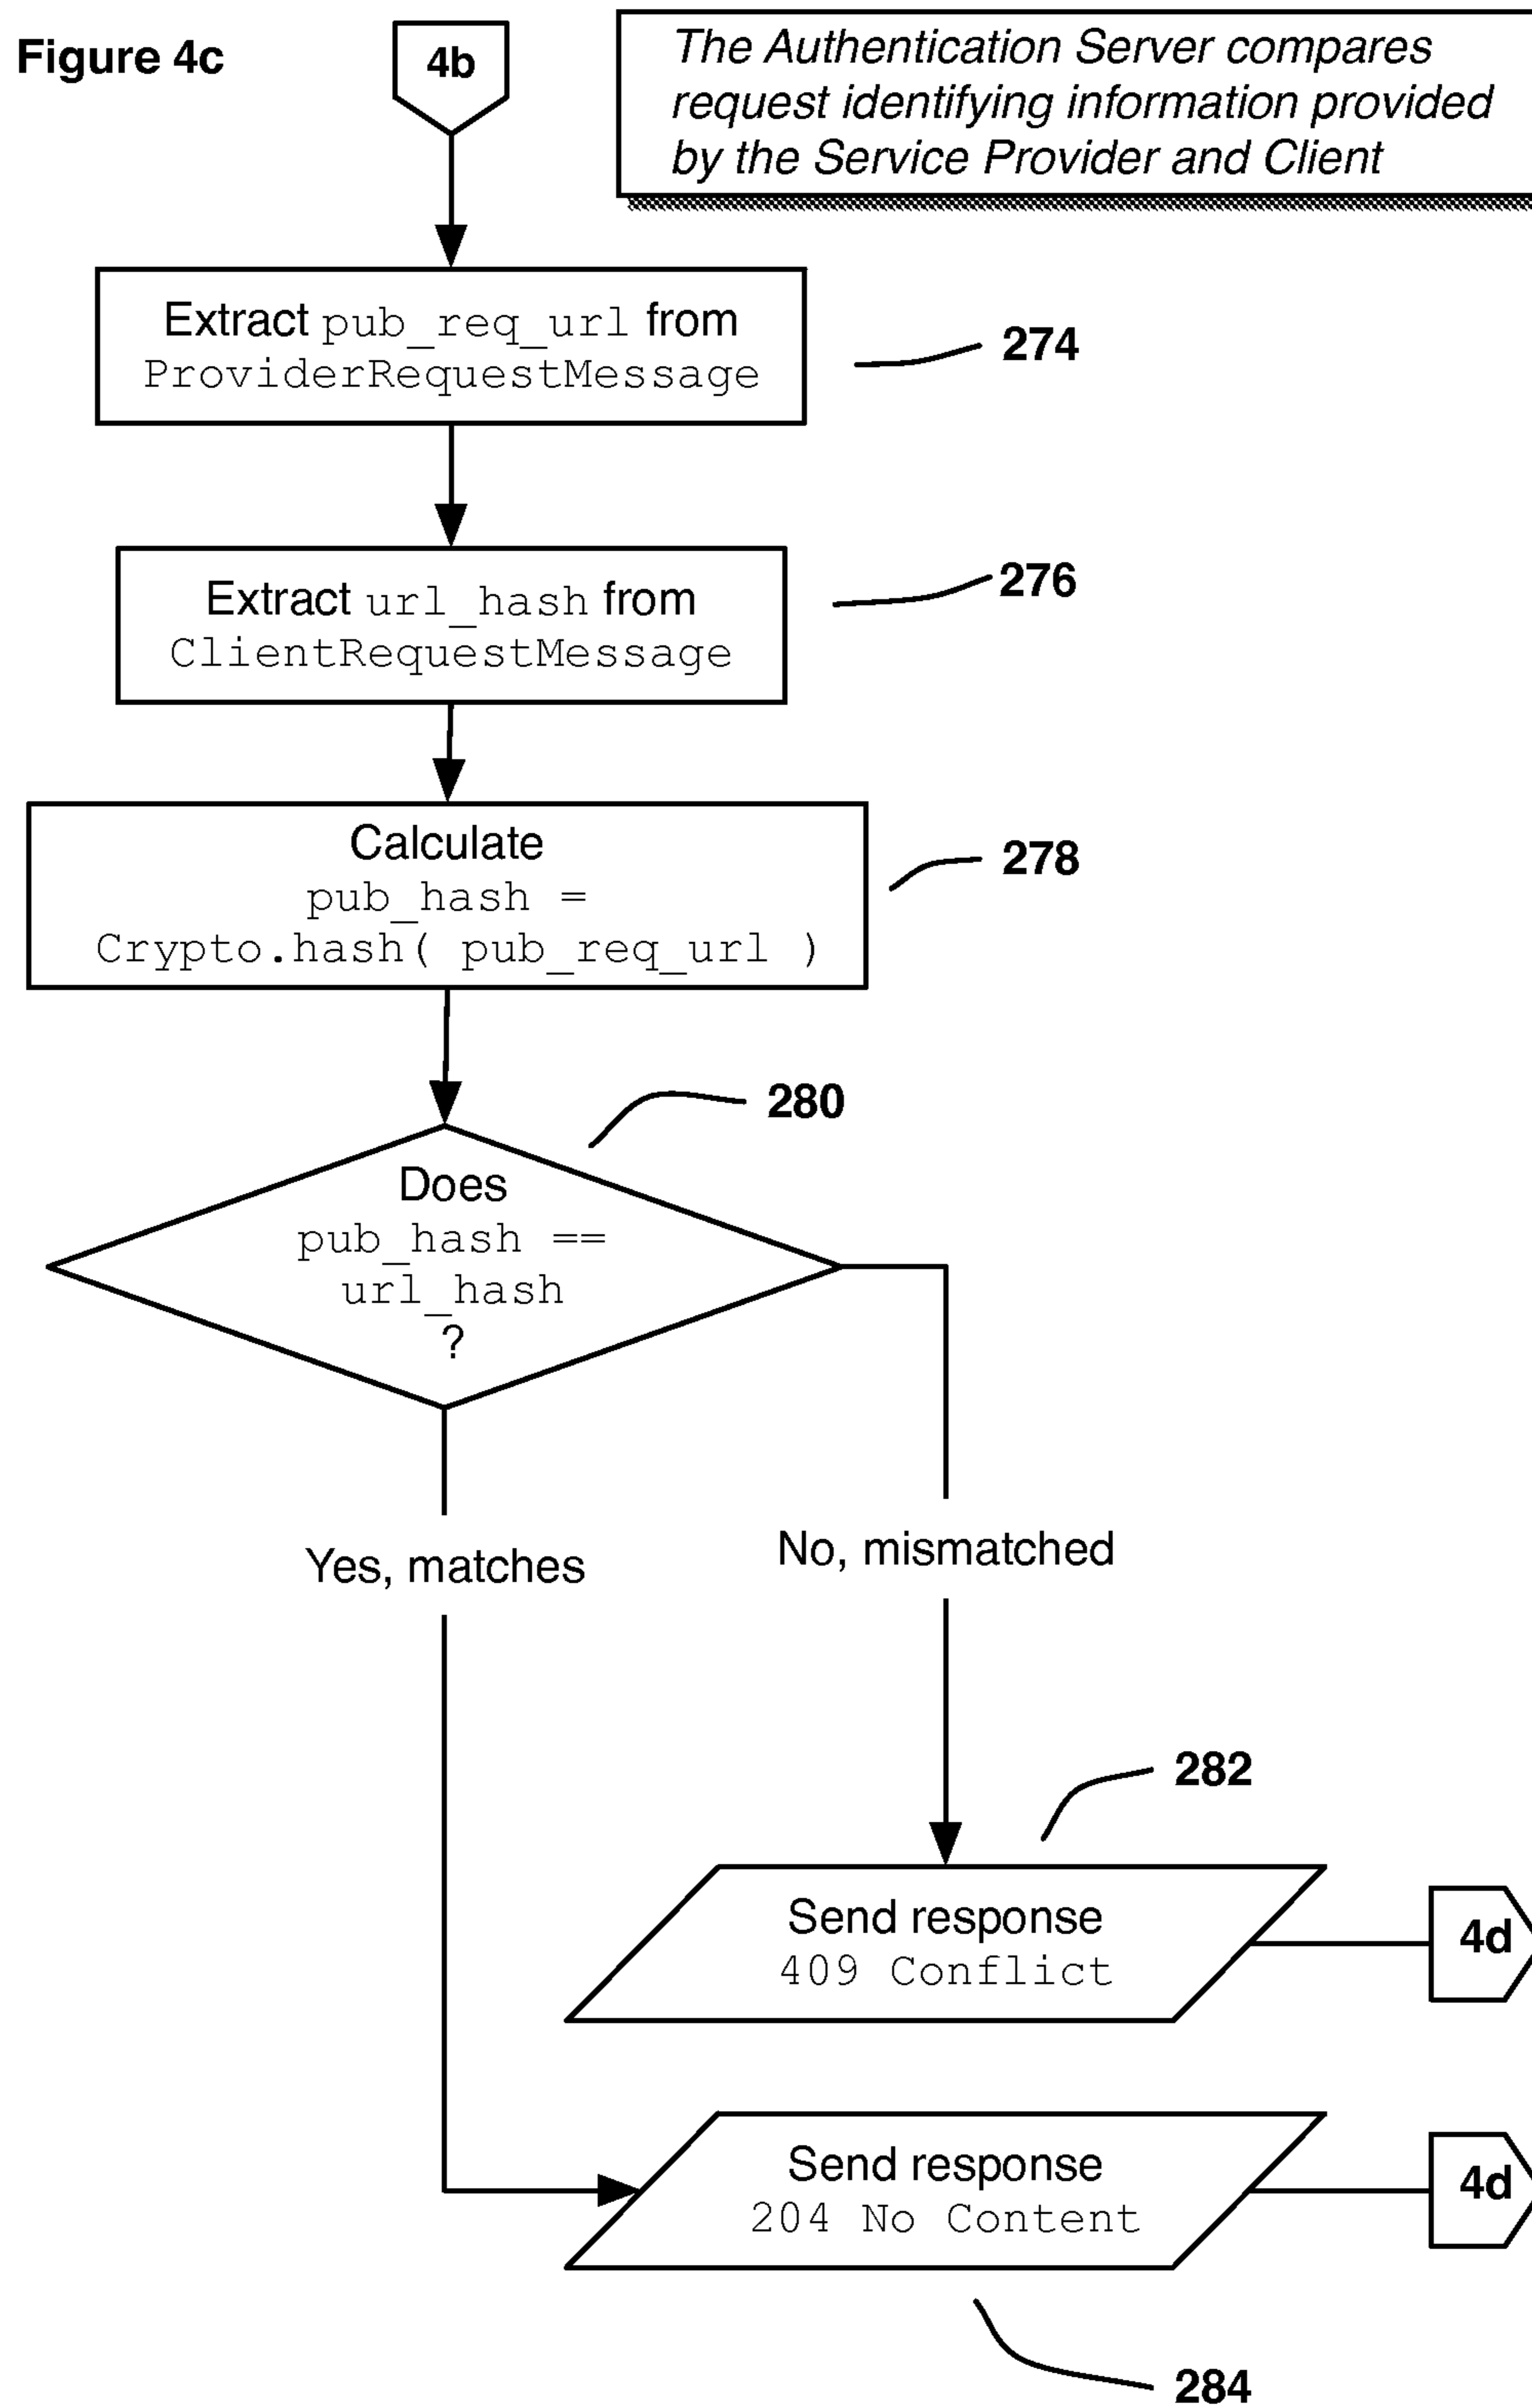 Figure 4c
4b
The Authentication Server compares
request identifying information provided
by the Service Provider and Client
Extract pub_req_url from
ProviderRequestMessage
274
Extract url_hash from
ClientRequestMessage
276
Calculate
pub_hash =
Crypto.hash( pub_req_url )
278
280
Does
pub_hash ==
url_hash
?
Yes, matches
No, mismatched
282
Send response
409 Conflict
4d
Send response
204 No Content
4d
284